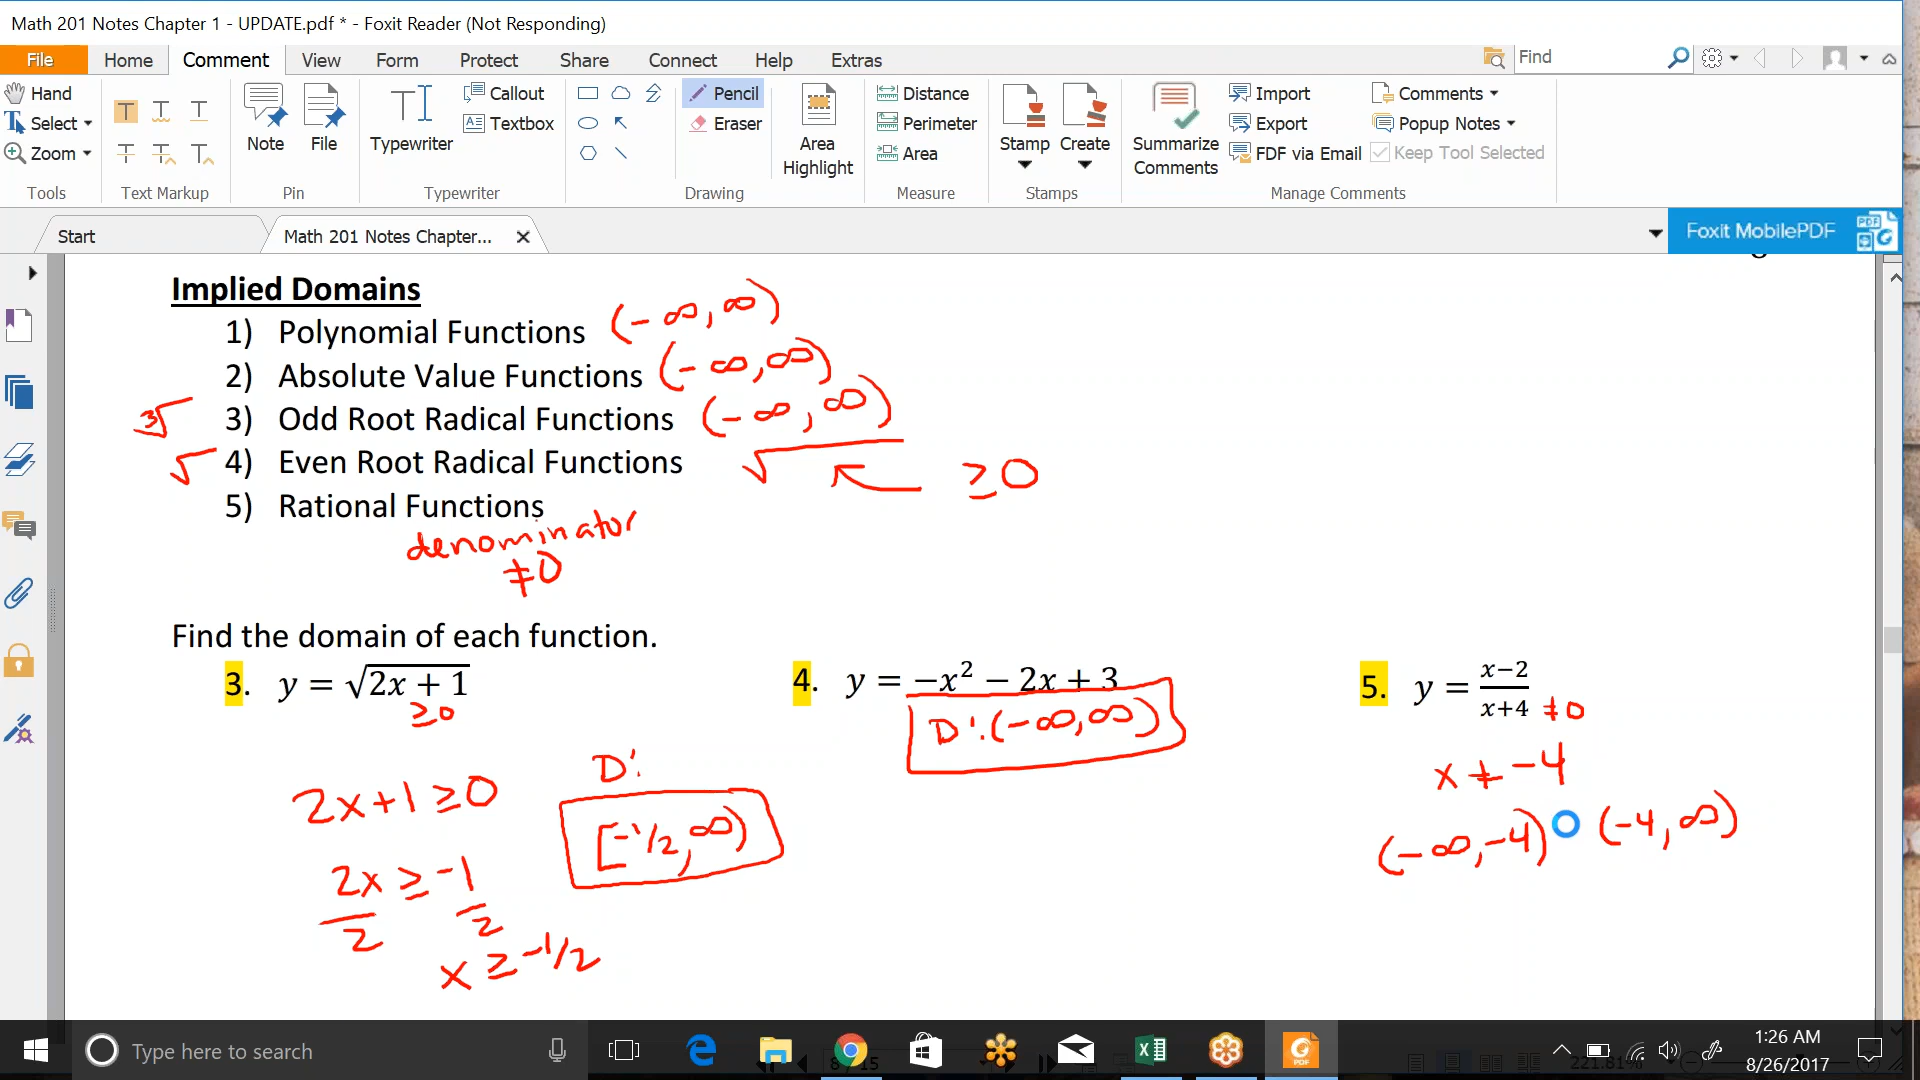 Math 201 Notes Chapter 1 - UPDATE.pdf * - Foxit Reader (Not Responding)
File Home Comment View Form Protect Share Connect Help Extras Find
Hand
Select
Zoom
Tools
T T T
T T T
Text Markup
Note File
Pin
Typewriter
Callout
Textbox
Typewriter
Pencil
Eraser
Area Highlight
Drawing
Distance
Perimeter
Area
Measure
Stamp Create
Stamps
Summarize Comments
Import
Export
FDF via Email
Comments
Popup Notes
Keep Tool Selected
Manage Comments
Start Math 201 Notes Chapter... Foxit MobilePDF
Implied Domains
1) Polynomial Functions (-∞, ∞)
2) Absolute Value Functions (-∞, ∞)
∛ 3) Odd Root Radical Functions (-∞, ∞)
√ 4) Even Root Radical Functions √ ≥0
5) Rational Functions
denominator
≠0
Find the domain of each function.
3. y = √(2x + 1)
≥0
2x+1≥0
2x ≥ -1
2 2
x ≥ -1/2
D:
[-1/2, ∞)
4. y = −x² − 2x + 3
D:(-∞,∞)
5. y = x−2/x+4 ≠0
x ≠ -4
(-∞,-4) (-4, ∞)
Type here to search
8 / 15
221.81%
1:26 AM
8/26/2017